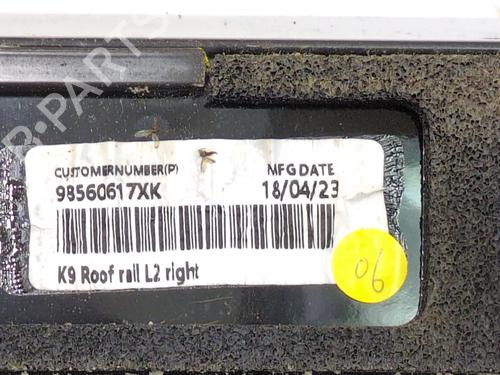 CUSTOMERNUMBER(P) MFG DATE
98560617XK 18/04/23
K9 Roof rail L2 right
06
B-PARTS